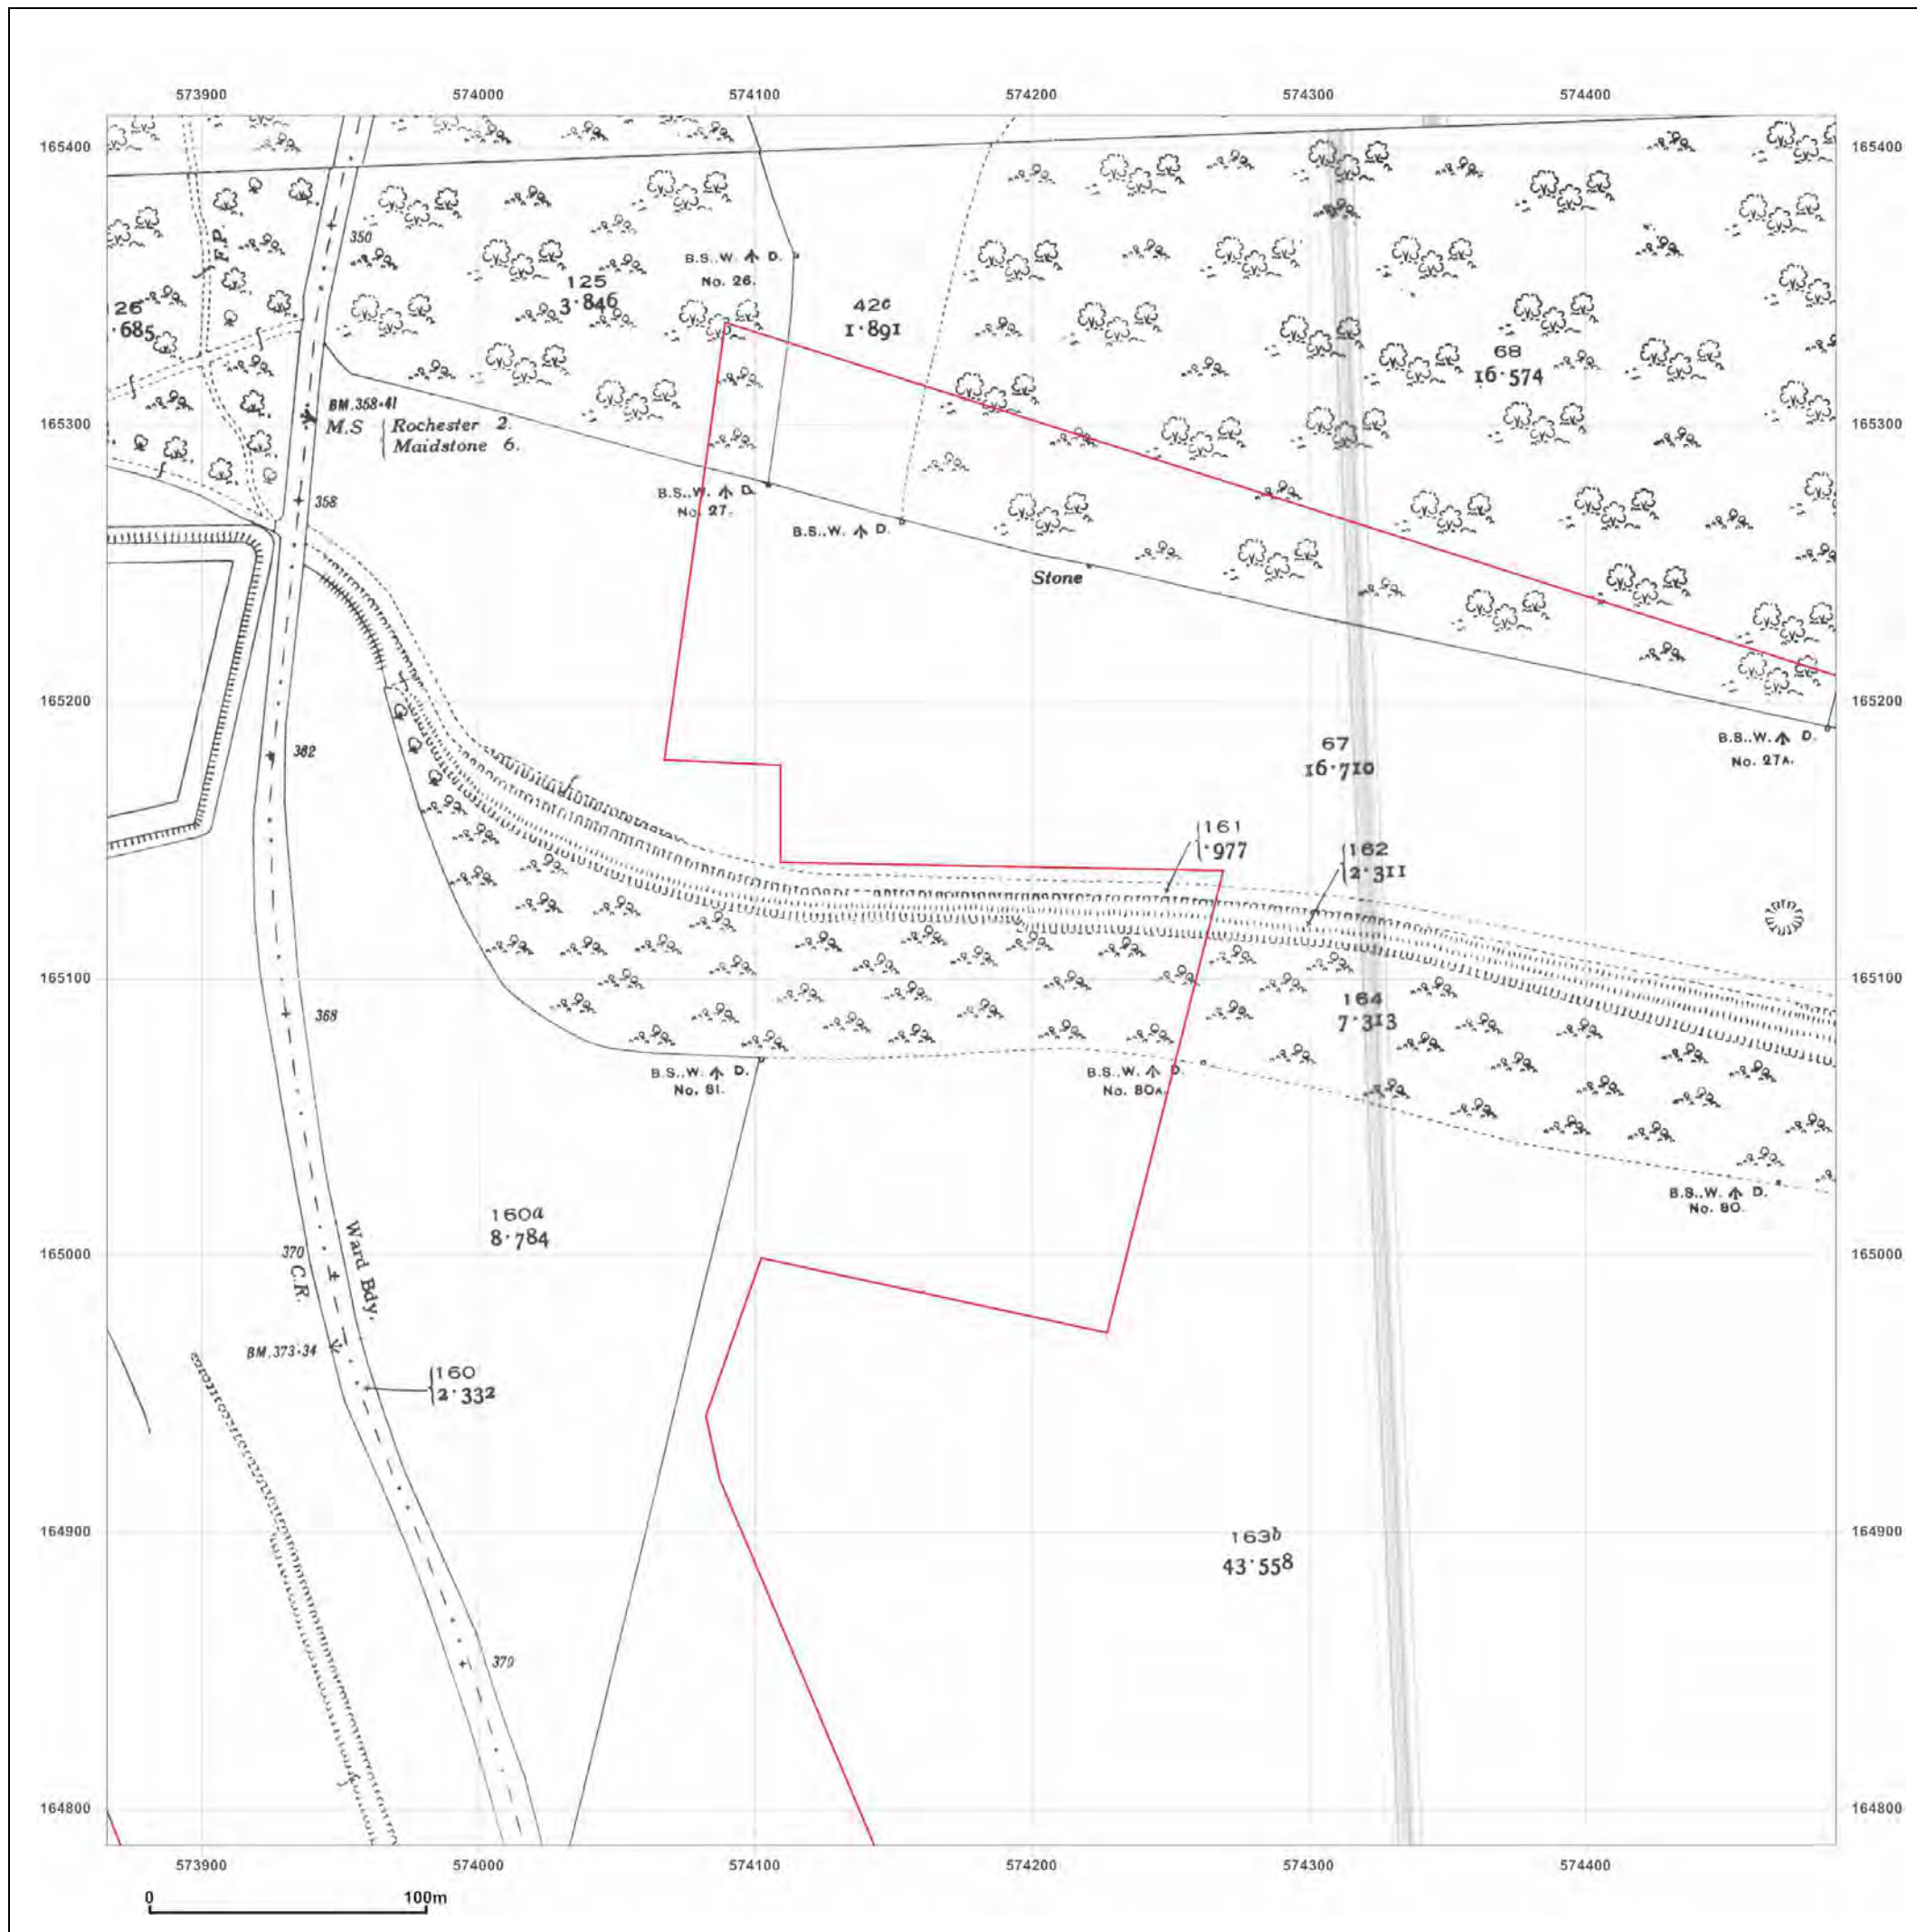 573900 574000 574100 574200 574300 574400
165400 165400
F.P.
350
B.S., W. D.
No. 26.
125
3·846
42c
1·891
26
·685
68
16·574
BM. 358·41
M.S Rochester 2.
Maidstone 6.
165300 165300
358
B.S., W. D.
No. 27.
B.S., W. D.
Stone
165200 165200
362
67
16·710
B.S., W. D.
No. 27A.
161
·977
162
2·311
165100 165100
368
164
7·313
B.S., W. D.
No. 81.
B.S., W. D.
No. 80A.
B.S., W. D.
No. 80.
160a
8·784
165000 165000
370
C.R.
Ward Bdy.
BM. 373·34
160
2·332
164900 164900
163b
43·558
379
164800 164800
573900 574000 574100 574200 574300 574400
0 100m